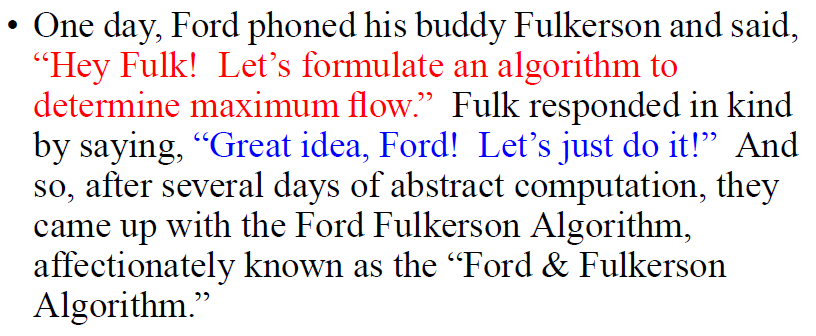 • One day, Ford phoned his buddy Fulkerson and said,
“Hey Fulk!  Let’s formulate an algorithm to
determine maximum flow.”  Fulk responded in kind
by saying, “Great idea, Ford!  Let’s just do it!”  And
so, after several days of abstract computation, they
came up with the Ford Fulkerson Algorithm,
affectionately known as the “Ford & Fulkerson
Algorithm.”